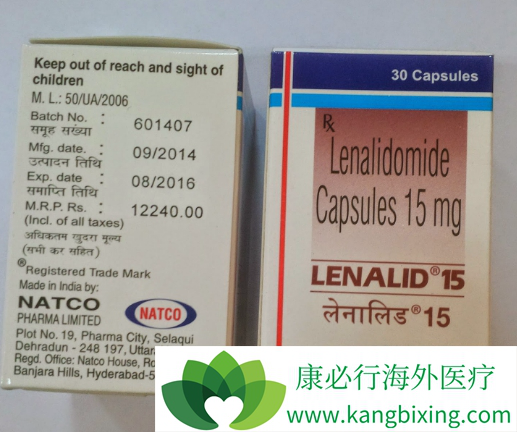 Keep out of reach and sight of
children
M. L.: 50/UA/2006
Batch No. : 601407
समूह संख्या
Mfg. date. : 09/2014
उत्पादन तिथि
Exp. date : 08/2016
समाप्ति तिथि
M.R.P. Rs. : 12240.00
(Incl. of all taxes)
अधिकतम खुदरा मूल्य
(सभी कर सहित)
®Registered Trade Mark
Made in India by:
NATCO
PHARMA LIMITED
NATCO
Plot No. 19, Pharma City, Selaqui
Dehradun - 248 197,
Regd. Office: Natco House,
Banjara Hills,
30 Capsules
Rx
Lenalidomide
Capsules 15 mg
LENALID® 15
लेनालिड® 15
康必行海外医疗
www.kangbixing.com